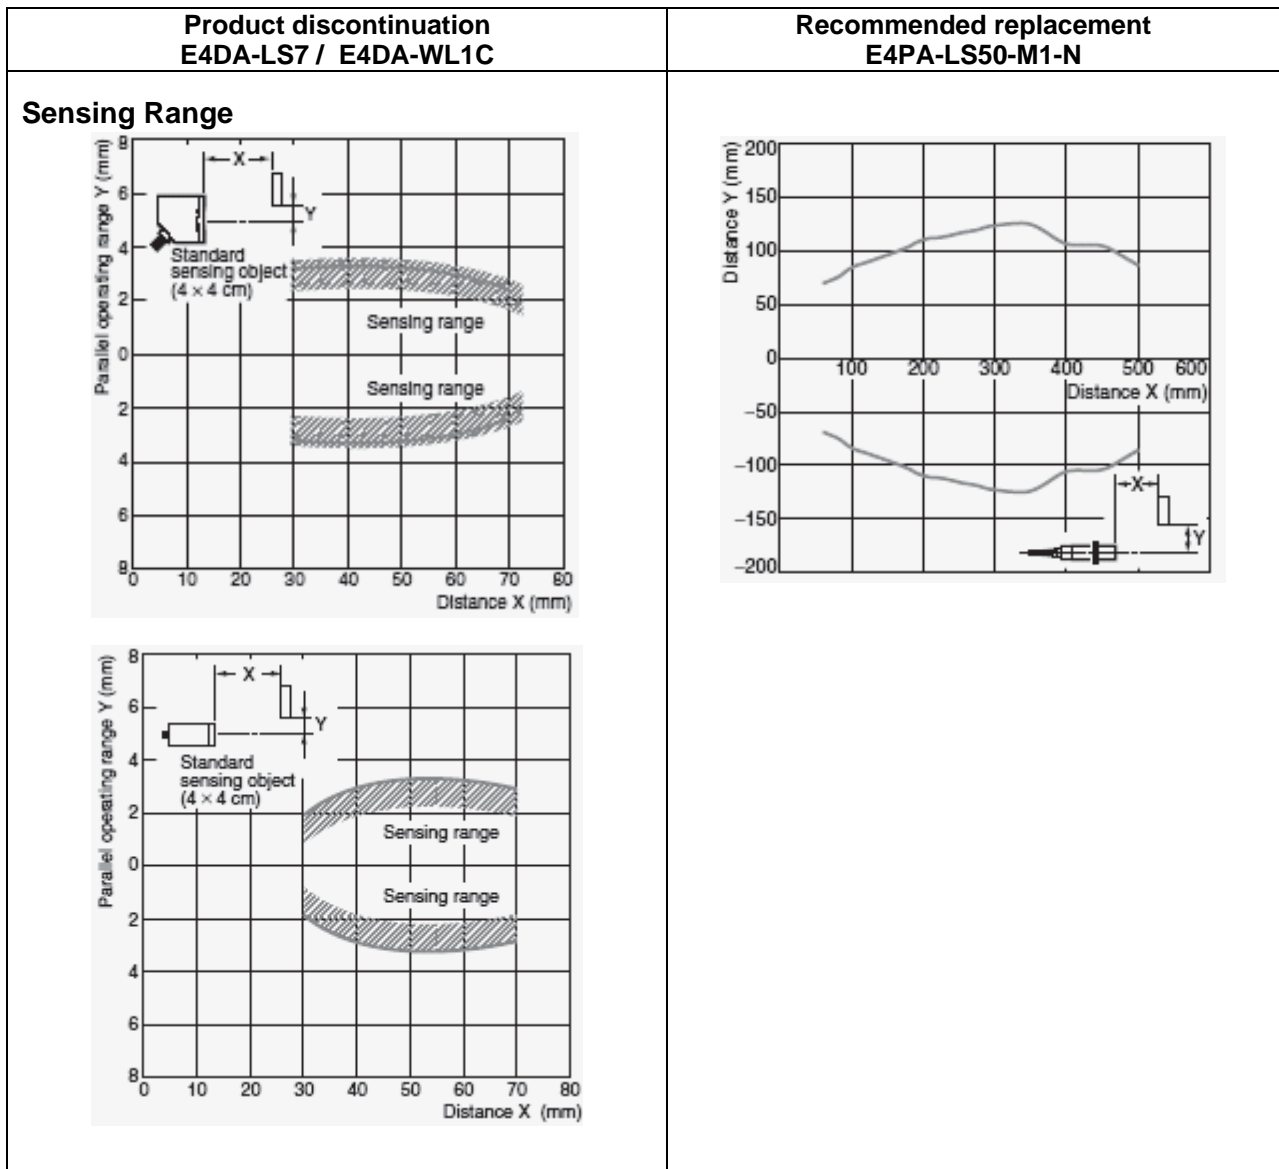 Product discontinuation
E4DA-LS7 / E4DA-WL1C
Recommended replacement
E4PA-LS50-M1-N
Sensing Range
Parallel operating range Y (mm)
8
6
4
2
0
2
4
6
8
X
Y
Standard
sensing object
(4 × 4 cm)
Sensing range
Sensing range
0 10 20 30 40 50 60 70 80
Distance X (mm)
Parallel operating range Y (mm)
8
6
4
2
0
2
4
6
8
X
Y
Standard
sensing object
(4 × 4 cm)
Sensing range
Sensing range
0 10 20 30 40 50 60 70 80
Distance X (mm)
Distance Y (mm)
200
150
100
50
0
100 200 300 400 500 600
Distance X (mm)
−50
−100
−150
−200
X
Y